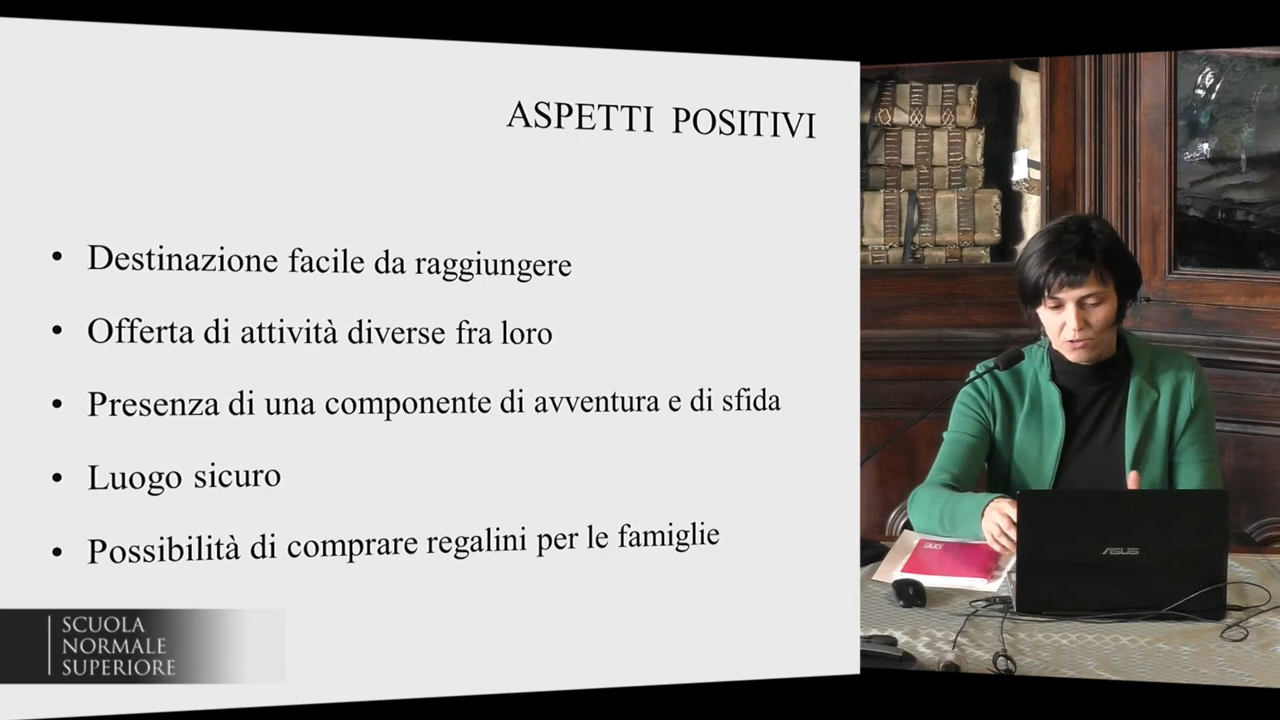 ASPETTI POSITIVI
• Destinazione facile da raggiungere
• Offerta di attività diverse fra loro
• Presenza di una componente di avventura e di sfida
• Luogo sicuro
• Possibilità di comprare regalini per le famiglie
SCUOLA
NORMALE
SUPERIORE
ASUS